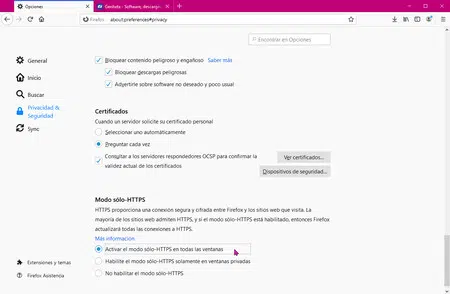 Opciones
Genbeta - Software, descargas
Firefox
about:preferences#privacy
Encontrar en Opciones
General
Inicio
Buscar
Privacidad &
Seguridad
Sync
Extensiones y temas
Firefox Asistencia
Bloquear contenido peligroso y engañoso Saber más
Bloquear descargas peligrosas
Advertirle sobre software no deseado y poco usual
Certificados
Cuando un servidor solicite su certificado personal
Seleccionar uno automáticamente
Preguntar cada vez
Consultar a los servidores respondedores OCSP para confirmar la
validez actual de los certificados
Ver certificados...
Dispositivos de seguridad...
Modo sólo-HTTPS
HTTPS proporciona una conexión segura y cifrada entre Firefox y los sitios web que visita. La
mayoría de los sitios web admiten HTTPS, y si el modo sólo-HTTPS está habilitado, entonces Firefox
actualizará todas las conexiones a HTTPS.
Más información
Activar el modo sólo-HTTPS en todas las ventanas
Habilite el modo sólo-HTTPS solamente en ventanas privadas
No habilitar el modo sólo-HTTPS